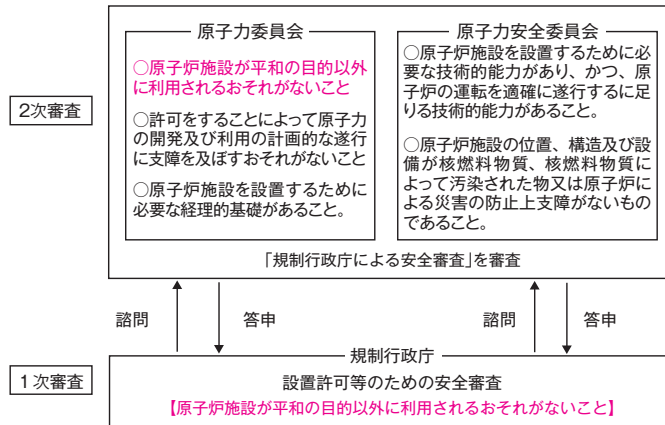 2次審査
原子力委員会
○原子炉施設が平和の目的以外
に利用されるおそれがないこと
○許可をすることによって原子力
の開発及び利用の計画的な遂行
に支障を及ぼすおそれがないこと
○原子炉施設を設置するために
必要な経理的基礎があること。
原子力安全委員会
○原子炉施設を設置するために必
要な技術的能力があり、かつ、原
子炉の運転を適確に遂行するに足
りる技術的能力があること。
○原子炉施設の位置、構造及び設
備が核燃料物質、核燃料物質に
よって汚染された物又は原子炉に
よる災害の防止上支障がないもの
であること。
「規制行政庁による安全審査」を審査
諮問
答申
諮問
答申
1次審査
規制行政庁
設置許可等のための安全審査
【原子炉施設が平和の目的以外に利用されるおそれがないこと】